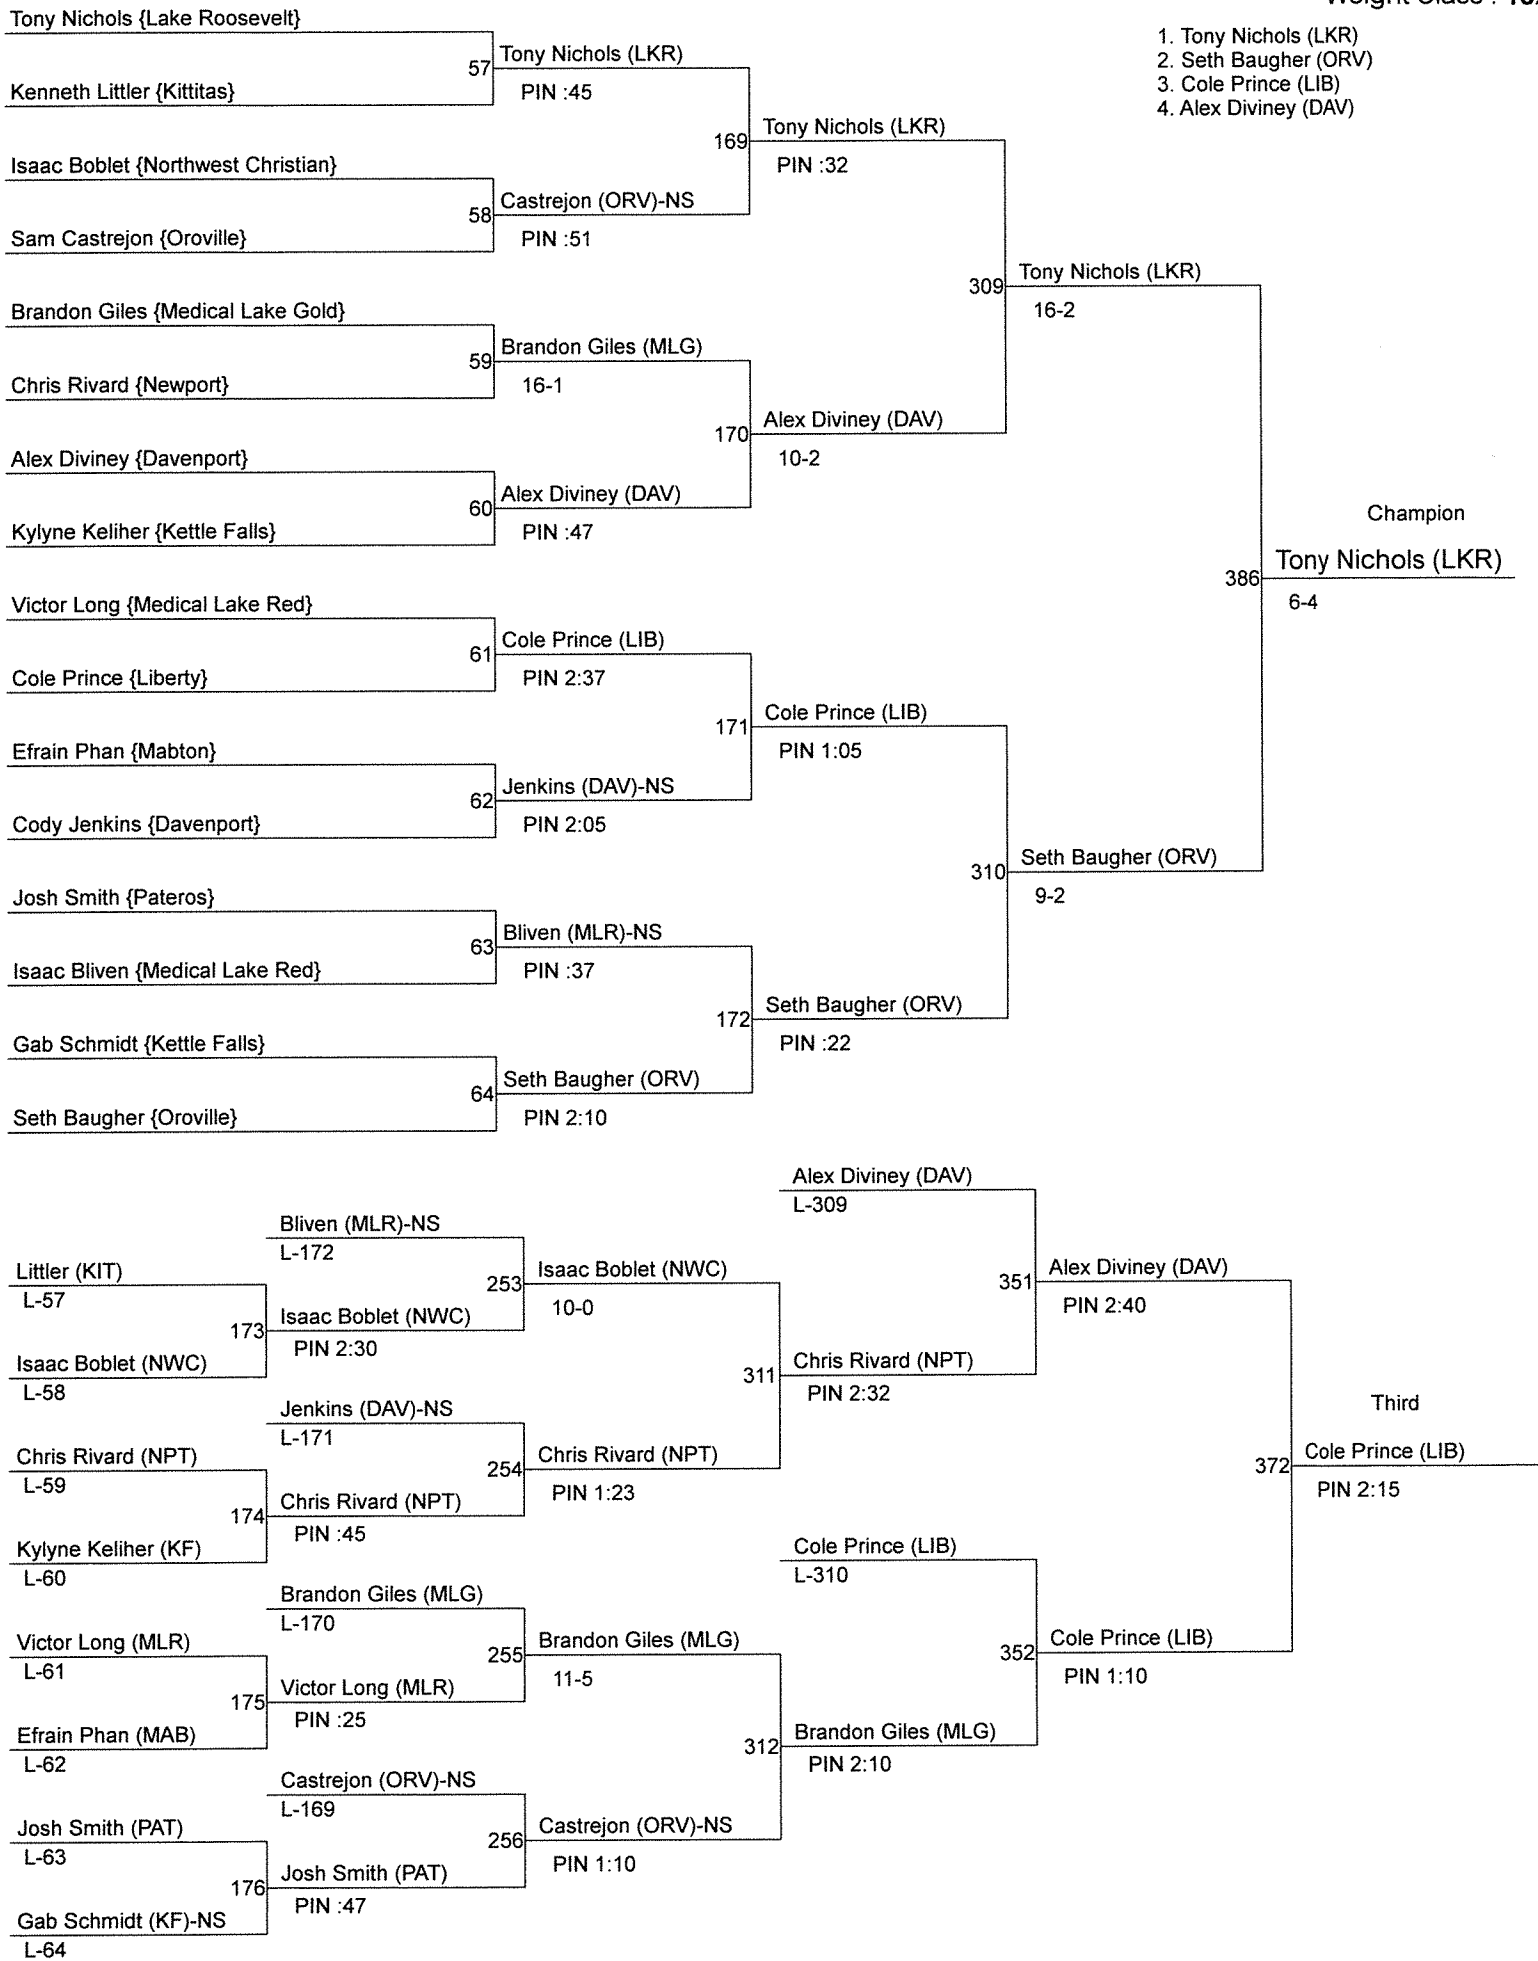 Weight Class :
1. Tony Nichols (LKR)
2. Seth Baugher (ORV)
3. Cole Prince (LIB)
4. Alex Diviney (DAV)
Tony Nichols {Lake Roosevelt}
57
Tony Nichols (LKR)
PIN :45
Kenneth Littler {Kittitas}
169
Tony Nichols (LKR)
PIN :32
Isaac Boblet {Northwest Christian}
58
Castrejon (ORV)-NS
PIN :51
Sam Castrejon {Oroville}
309
Tony Nichols (LKR)
16-2
Brandon Giles {Medical Lake Gold}
59
Brandon Giles (MLG)
16-1
Chris Rivard {Newport}
170
Alex Diviney (DAV)
10-2
Alex Diviney {Davenport}
60
Alex Diviney (DAV)
PIN :47
Kylyne Keliher {Kettle Falls}
Champion
386
Tony Nichols (LKR)
6-4
Victor Long {Medical Lake Red}
61
Cole Prince (LIB)
PIN 2:37
Cole Prince {Liberty}
171
Cole Prince (LIB)
PIN 1:05
Efrain Phan {Mabton}
62
Jenkins (DAV)-NS
PIN 2:05
Cody Jenkins {Davenport}
310
Seth Baugher (ORV)
9-2
Josh Smith {Pateros}
63
Bliven (MLR)-NS
PIN :37
Isaac Bliven {Medical Lake Red}
172
Seth Baugher (ORV)
PIN :22
Gab Schmidt {Kettle Falls}
64
Seth Baugher (ORV)
PIN 2:10
Seth Baugher {Oroville}
Alex Diviney (DAV)
L-309
Bliven (MLR)-NS
L-172
Littler (KIT)
L-57
253
Isaac Boblet (NWC)
10-0
351
Alex Diviney (DAV)
PIN 2:40
173
Isaac Boblet (NWC)
PIN 2:30
Isaac Boblet (NWC)
L-58
311
Chris Rivard (NPT)
PIN 2:32
Jenkins (DAV)-NS
L-171
Third
Chris Rivard (NPT)
L-59
254
Chris Rivard (NPT)
PIN 1:23
372
Cole Prince (LIB)
PIN 2:15
174
Chris Rivard (NPT)
PIN :45
Kylyne Keliher (KF)
L-60
Cole Prince (LIB)
L-310
Brandon Giles (MLG)
L-170
Victor Long (MLR)
L-61
255
Brandon Giles (MLG)
11-5
352
Cole Prince (LIB)
PIN 1:10
175
Victor Long (MLR)
PIN :25
Efrain Phan (MAB)
L-62
312
Brandon Giles (MLG)
PIN 2:10
Castrejon (ORV)-NS
L-169
Josh Smith (PAT)
L-63
256
Castrejon (ORV)-NS
PIN 1:10
176
Josh Smith (PAT)
PIN :47
Gab Schmidt (KF)-NS
L-64